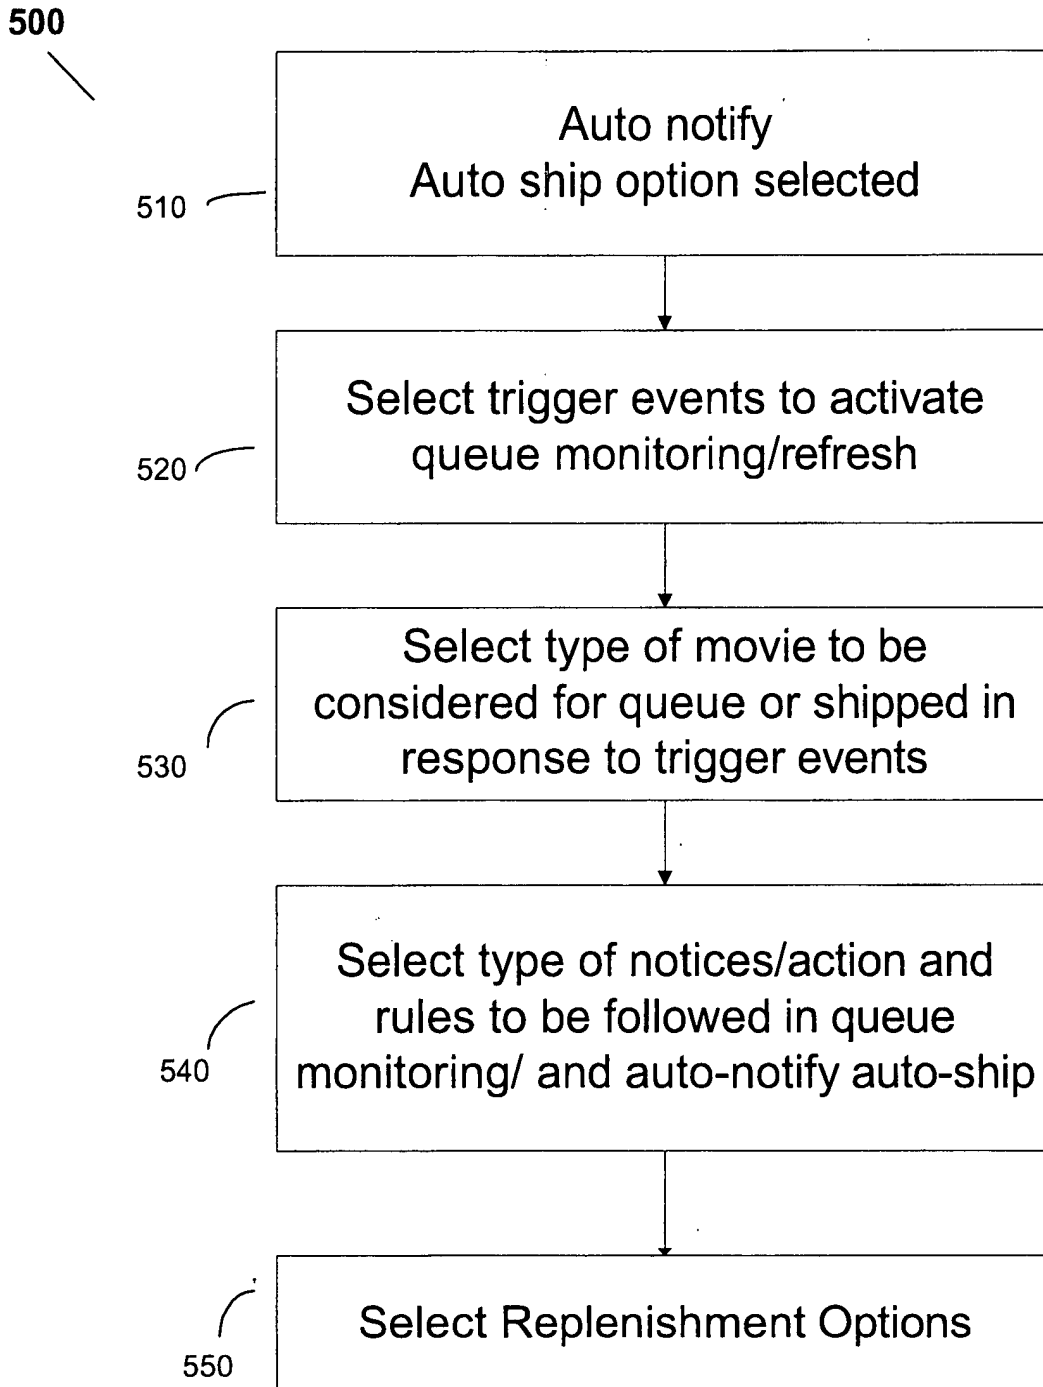 500
Auto notify
Auto ship option selected
510
Select trigger events to activate
queue monitoring/refresh
520
Select type of movie to be
considered for queue or shipped in
response to trigger events
530
Select type of notices/action and
rules to be followed in queue
monitoring/ and auto-notify auto-ship
540
Select Replenishment Options
550